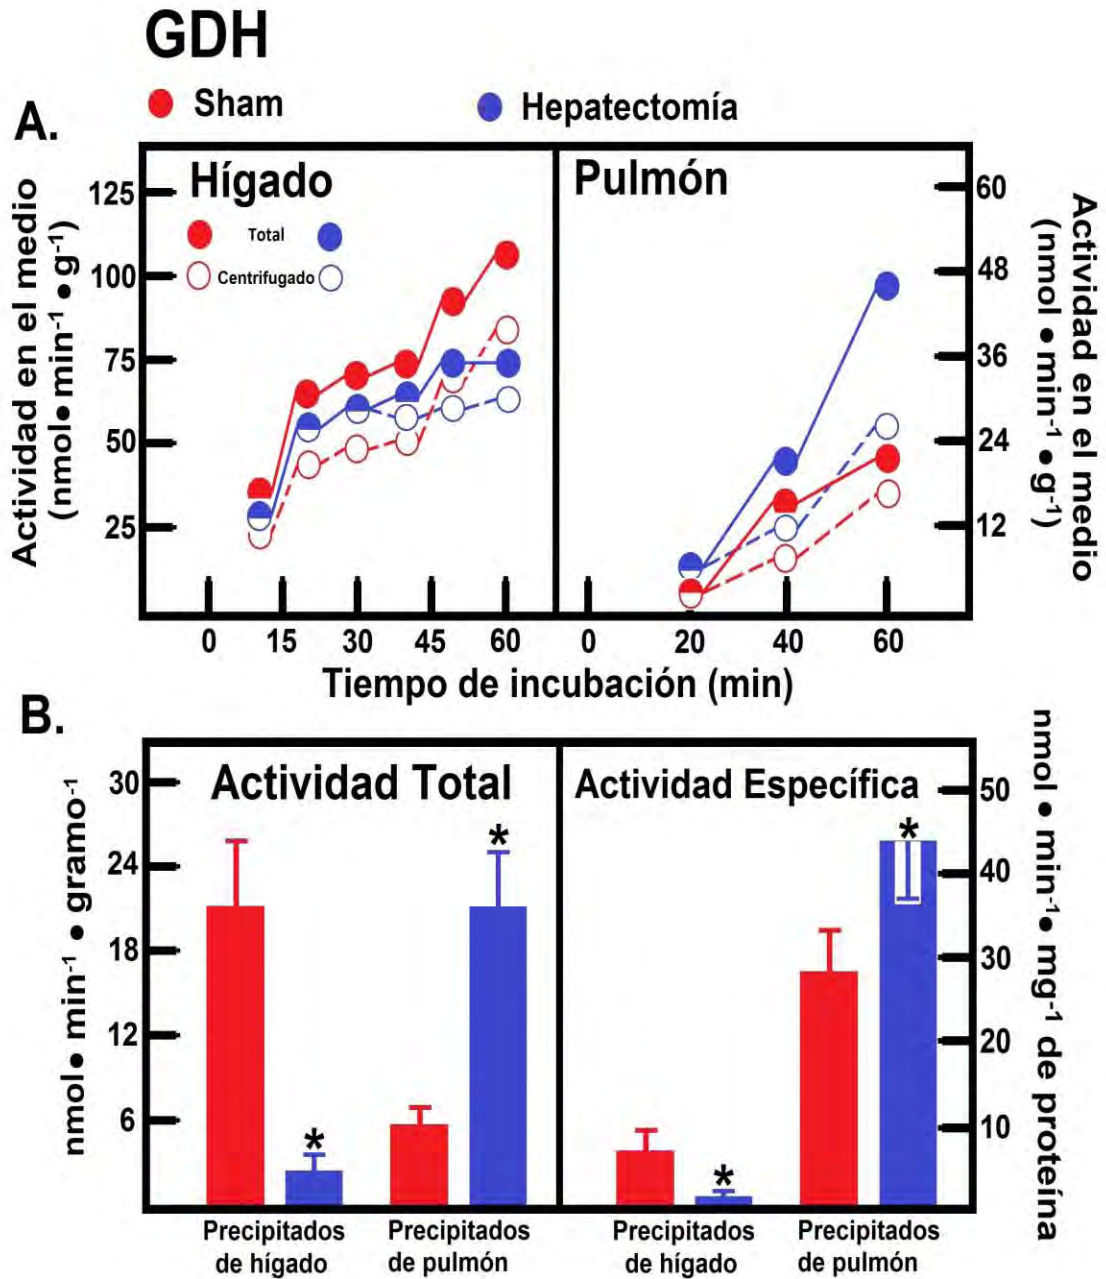 GDH
Sham
Hepatectomía
A.
Hígado
Pulmón
Total
Centrifugado
Actividad en el medio
(nmol• min⁻¹ • g⁻¹)
125
100
75
50
25
60
48
36
24
12
Actividad en el medio
(nmol • min⁻¹ • g⁻¹)
0 15 30 45 60
0 20 40 60
Tiempo de incubación (min)
B.
Actividad Total
Actividad Específica
nmol• min⁻¹ • gramo⁻¹
30
24
18
12
6
50
40
30
20
10
nmol • min⁻¹• mg⁻¹ de proteína
*
*
*
*
Precipitados
de hígado
Precipitados
de pulmón
Precipitados
de hígado
Precipitados
de pulmón